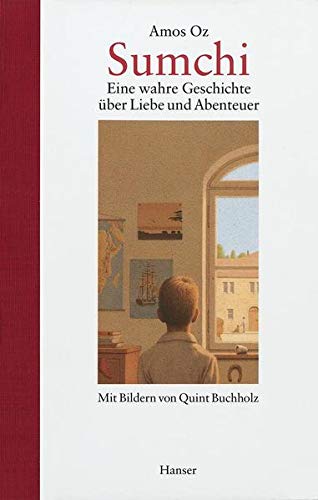 Amos Oz
Sumchi
Eine wahre Geschichte
über Liebe und Abenteuer
Mit Bildern von Quint Buchholz
Hanser